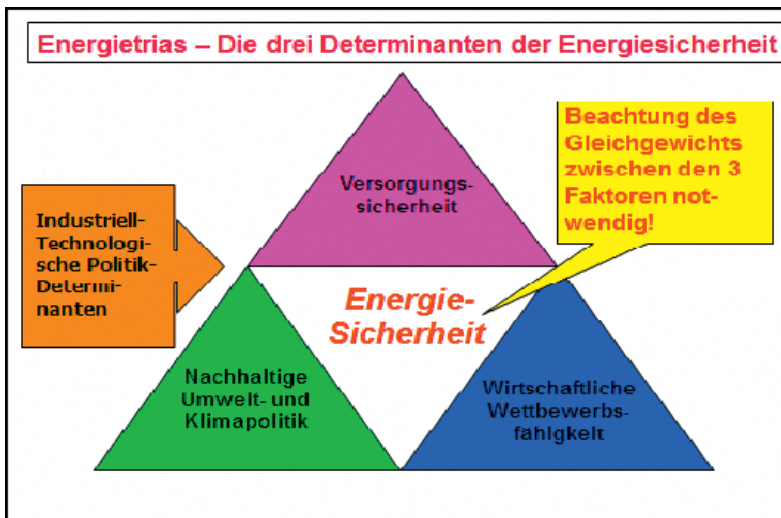 Energietrias – Die drei Determinanten der Energiesicherheit
Beachtung des
Gleichgewichts
zwischen den 3
Faktoren not-
wendig!
Versorgungs-
sicherheit
Industriell-
Technologi-
sche Politik-
Determi-
nanten
Energie-
Sicherheit
Nachhaltige
Umwelt- und
Klimapolitik
Wirtschaftliche
Wettbewerbs-
fähigkeit